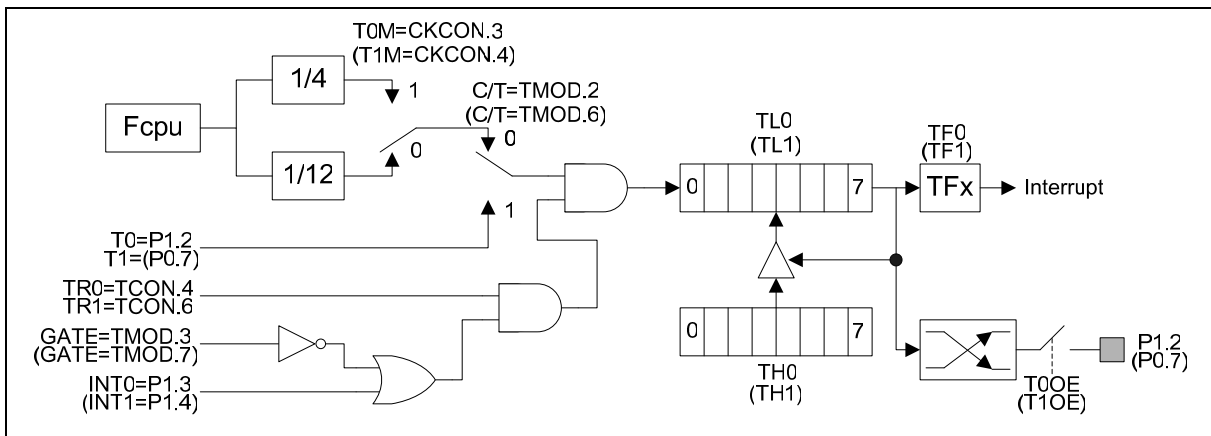 T0M=CKCON.3
(T1M=CKCON.4)
1/4
1
C/T=TMOD.2
(C/T=TMOD.6)
Fcpu
0
0
1/12
1
TL0
(TL1)
0 7
TF0
(TF1)
TFx
Interrupt
T0=P1.2
T1=(P0.7)
TR0=TCON.4
TR1=TCON.6
GATE=TMOD.3
(GATE=TMOD.7)
INT0=P1.3
(INT1=P1.4)
0 7
TH0
(TH1)
T0OE
(T1OE)
P1.2
(P0.7)